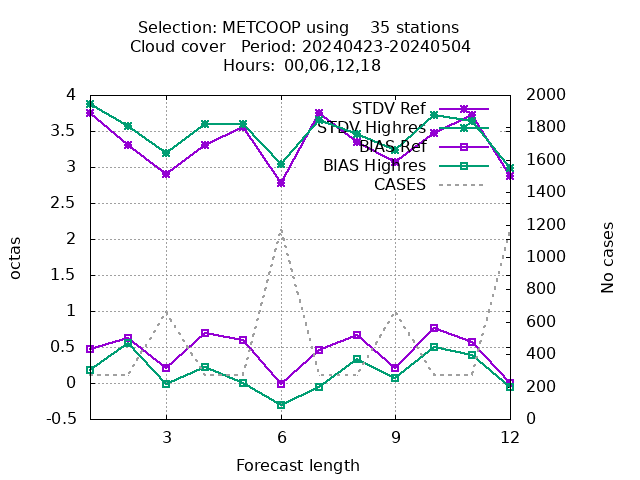 Selection: METCOOP using 35 stations
Cloud cover Period: 20240423-20240504
Hours: 00,06,12,18
STDV Ref
STDV Highres
BIAS Ref
BIAS Highres
CASES
4
3.5
3
2.5
2
1.5
1
0.5
0
-0.5
octas
2000
1800
1600
1400
1200
1000
800
600
400
200
0
No cases
3 6 9 12
Forecast length